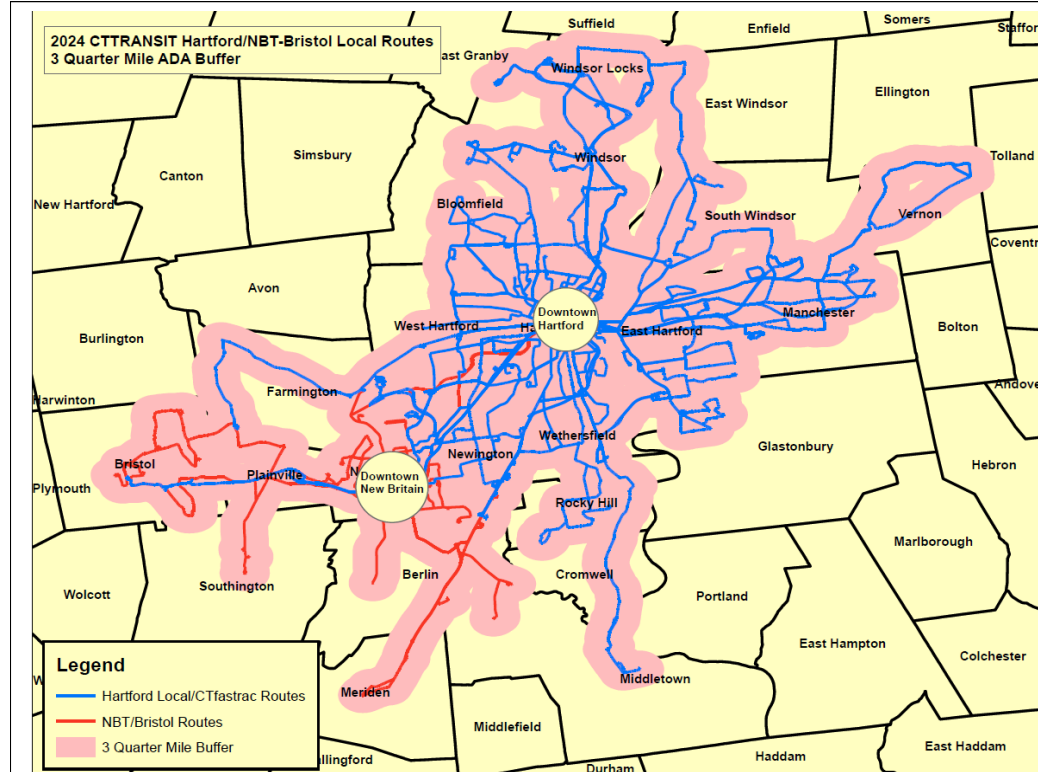 2024 CTTRANSIT Hartford/NBT-Bristol Local Routes
3 Quarter Mile ADA Buffer
Suffield
Enfield
Somers
Windsor Locks
East Windsor
Ellington
Simsbury
Windsor
Tolland
Canton
New Hartford
Bloomfield
South Windsor
Vernon
Avon
Downtown
Hartford
West Hartford
East Hartford
Manchester
Bolton
Burlington
Farmington
Harwinton
Wethersfield
Glastonbury
Newington
Bristol
Plainville
Hebron
Downtown
New Britain
Plymouth
Rocky Hill
Marlborough
Berlin
Cromwell
Southington
Wolcott
Portland
East Hampton
Colchester
Legend
Hartford Local/CTfastrac Routes
NBT/Bristol Routes
3 Quarter Mile Buffer
Meriden
Middletown
Middlefield
East Haddam
Haddam
Durham